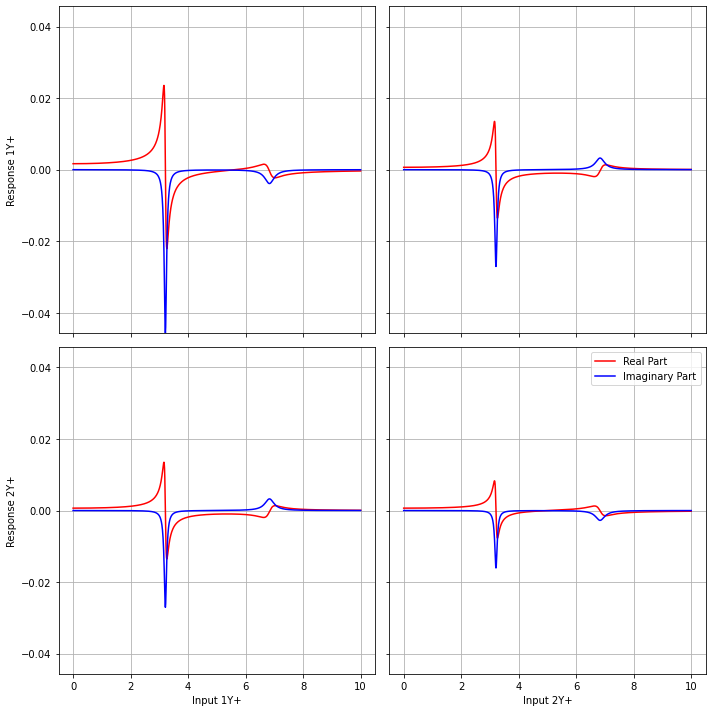 0.04
0.02
0.00
−0.02
−0.04
Response 1Y+
0.04
0.02
0.00
−0.02
−0.04
Response 2Y+
Real Part
Imaginary Part
0 2 4 6 8 10
Input 1Y+
0 2 4 6 8 10
Input 2Y+